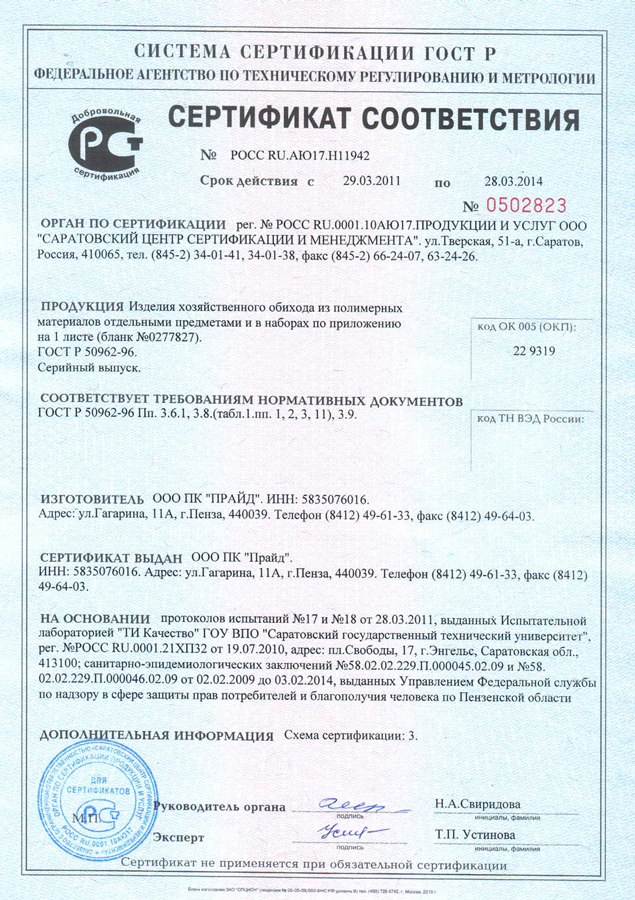 СИСТЕМА СЕРТИФИКАЦИИ ГОСТ Р
ФЕДЕРАЛЬНОЕ АГЕНТСТВО ПО ТЕХНИЧЕСКОМУ РЕГУЛИРОВАНИЮ И МЕТРОЛОГИИ
Добровольная
РСТ
сертификация
СЕРТИФИКАТ СООТВЕТСТВИЯ
№ РОСС RU.АЮ17.Н11942
Срок действия с 29.03.2011 по 28.03.2014
№ 0502823
ОРГАН ПО СЕРТИФИКАЦИИ рег. № РОСС RU.0001.10АЮ17.ПРОДУКЦИИ И УСЛУГ ООО
"САРАТОВСКИЙ ЦЕНТР СЕРТИФИКАЦИИ И МЕНЕДЖМЕНТА". ул.Тверская, 51-а, г.Саратов,
Россия, 410065, тел. (845-2) 34-01-41, 34-01-38, факс (845-2) 66-24-07, 63-24-26.
ПРОДУКЦИЯ Изделия хозяйственного обихода из полимерных
материалов отдельными предметами и в наборах по приложению
на 1 листе (бланк №0277827).
ГОСТ Р 50962-96.
Серийный выпуск.
код ОК 005 (ОКП):
22 9319
СООТВЕТСТВУЕТ ТРЕБОВАНИЯМ НОРМАТИВНЫХ ДОКУМЕНТОВ
ГОСТ Р 50962-96 Пп. 3.6.1, 3.8.(табл.1.пп. 1, 2, 3, 11), 3.9.
код ТН ВЭД России:
ИЗГОТОВИТЕЛЬ ООО ПК "ПРАЙД". ИНН: 5835076016.
Адрес: ул.Гагарина, 11А, г.Пенза, 440039. Телефон (8412) 49-61-33, факс (8412) 49-64-03.
СЕРТИФИКАТ ВЫДАН ООО ПК "Прайд".
ИНН: 5835076016. Адрес: ул.Гагарина, 11А, г.Пенза, 440039. Телефон (8412) 49-61-33, факс (8412)
49-64-03.
НА ОСНОВАНИИ протоколов испытаний №17 и №18 от 28.03.2011, выданных Испытательной
лабораторией "ТИ Качество" ГОУ ВПО "Саратовский государственный технический университет",
рег. №РОСС RU.0001.21ХП32 от 19.07.2010, адрес: пл.Свободы, 17, г.Энгельс, Саратовская обл.,
413100; санитарно-эпидемиологических заключений №58.02.02.229.П.000045.02.09 и №58.
02.02.229.П.000046.02.09 от 02.02.2009 до 03.02.2014, выданных Управлением Федеральной службы
по надзору в сфере защиты прав потребителей и благополучия человека по Пензенской области
ДОПОЛНИТЕЛЬНАЯ ИНФОРМАЦИЯ Схема сертификации: 3.
ДЛЯ
СЕРТИФИКАТОВ
М.П.
Руководитель органа
подпись
Н.А.Свиридова
инициалы, фамилия
Эксперт
подпись
Т.П. Устинова
инициалы, фамилия
Сертификат не применяется при обязательной сертификации